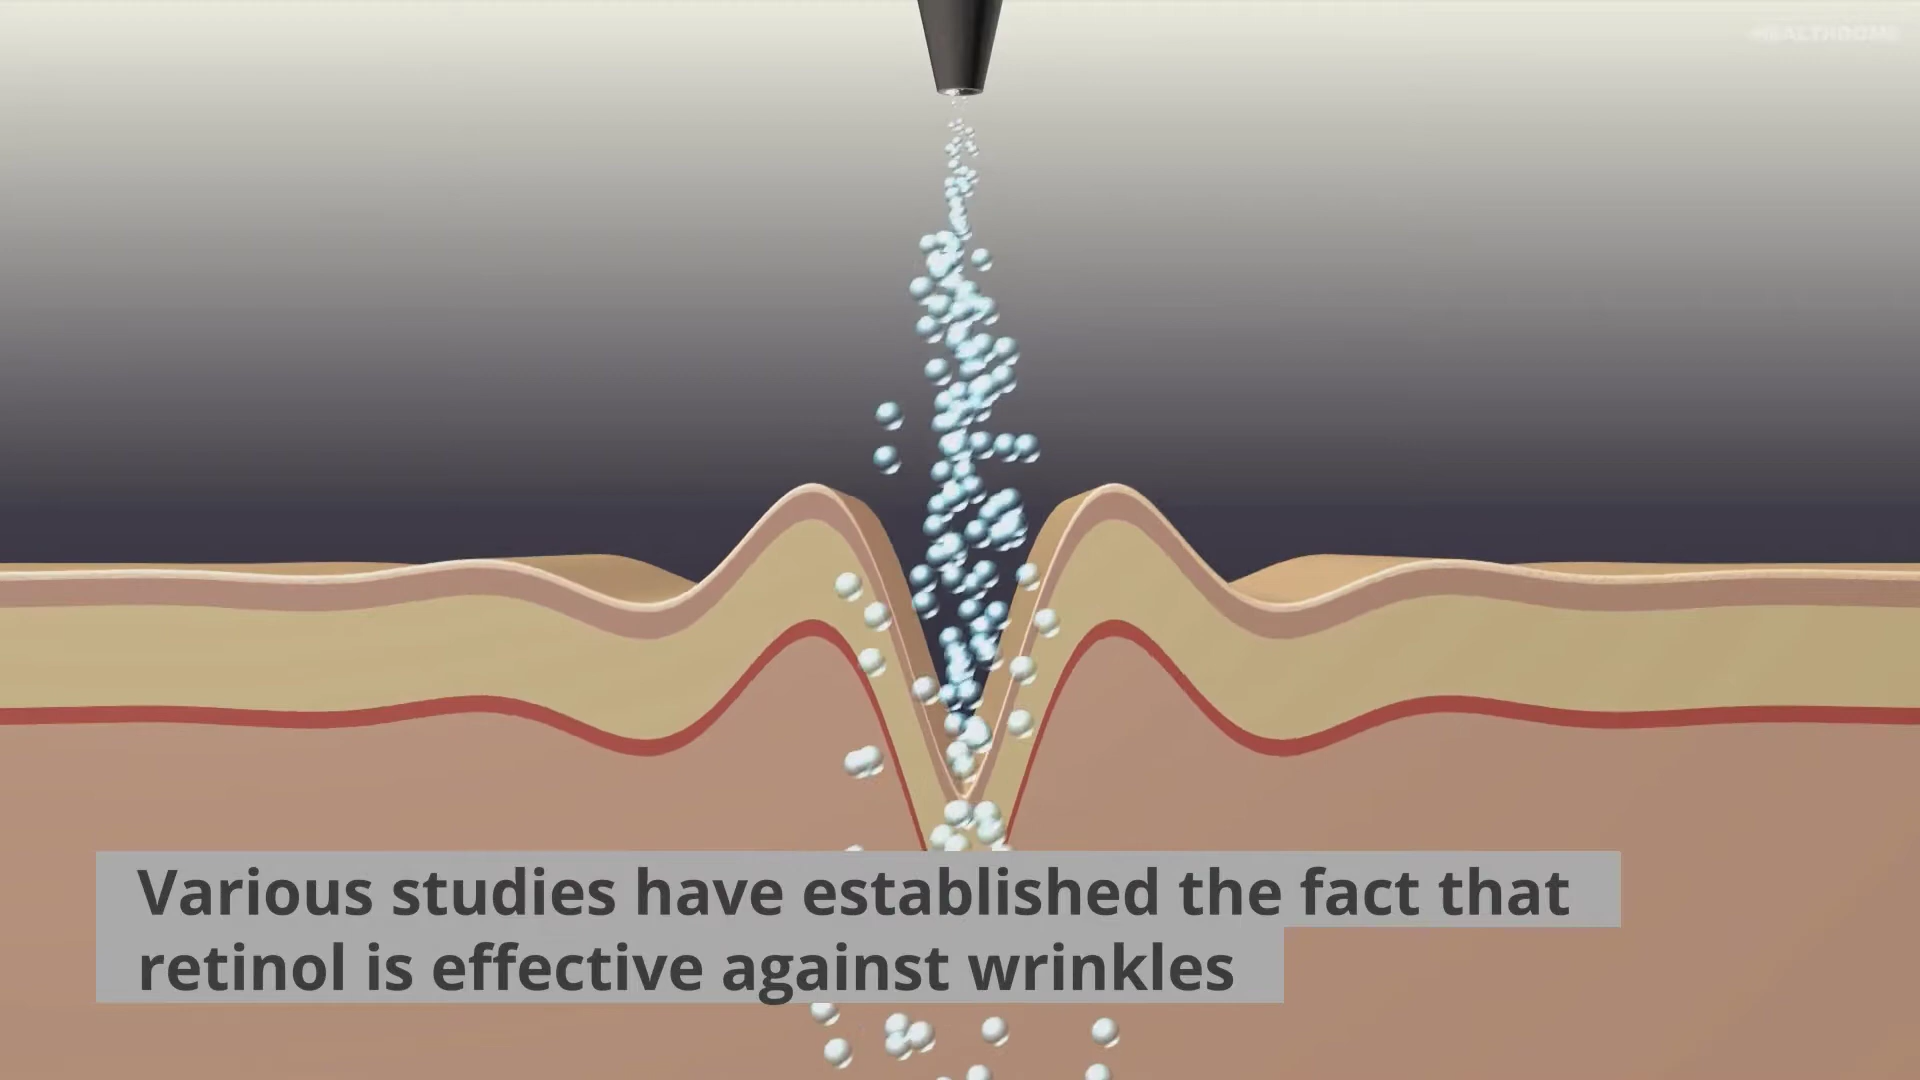 Various studies have established the fact that
retinol is effective against wrinkles